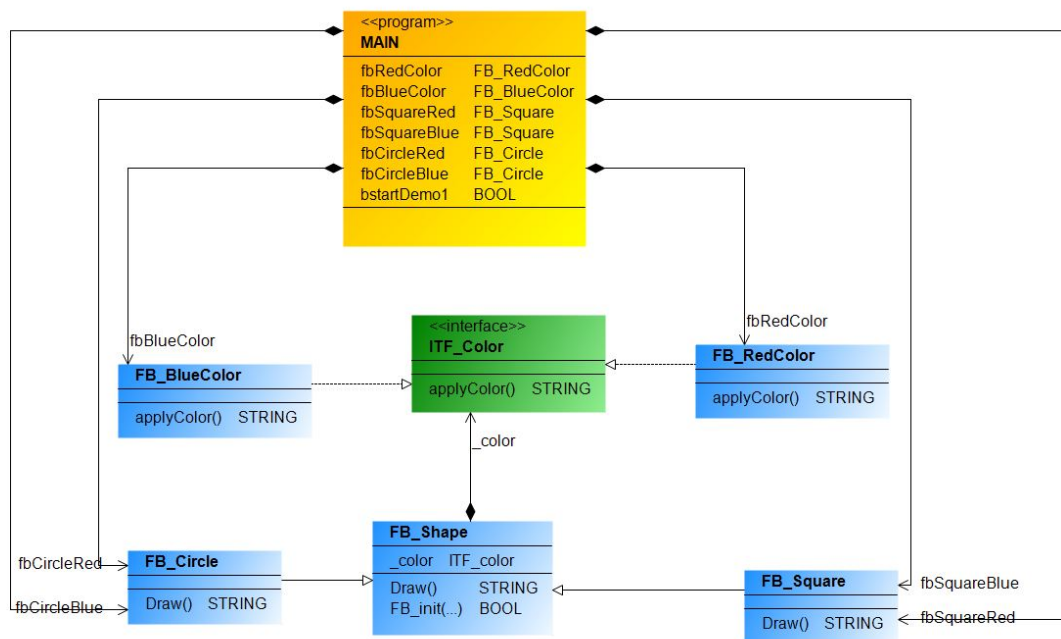 <<program>>
MAIN
fbRedColor FB_RedColor
fbBlueColor FB_BlueColor
fbSquareRed FB_Square
fbSquareBlue FB_Square
fbCircleRed FB_Circle
fbCircleBlue FB_Circle
bstartDemo1 BOOL
fbBlueColor
fbRedColor
<<interface>>
ITF_Color
applyColor() STRING
FB_BlueColor
applyColor() STRING
FB_RedColor
applyColor() STRING
_color
FB_Shape
_color ITF_color
Draw() STRING
FB_init(...) BOOL
fbCircleRed
fbCircleBlue
FB_Circle
Draw() STRING
FB_Square
Draw() STRING
fbSquareBlue
fbSquareRed